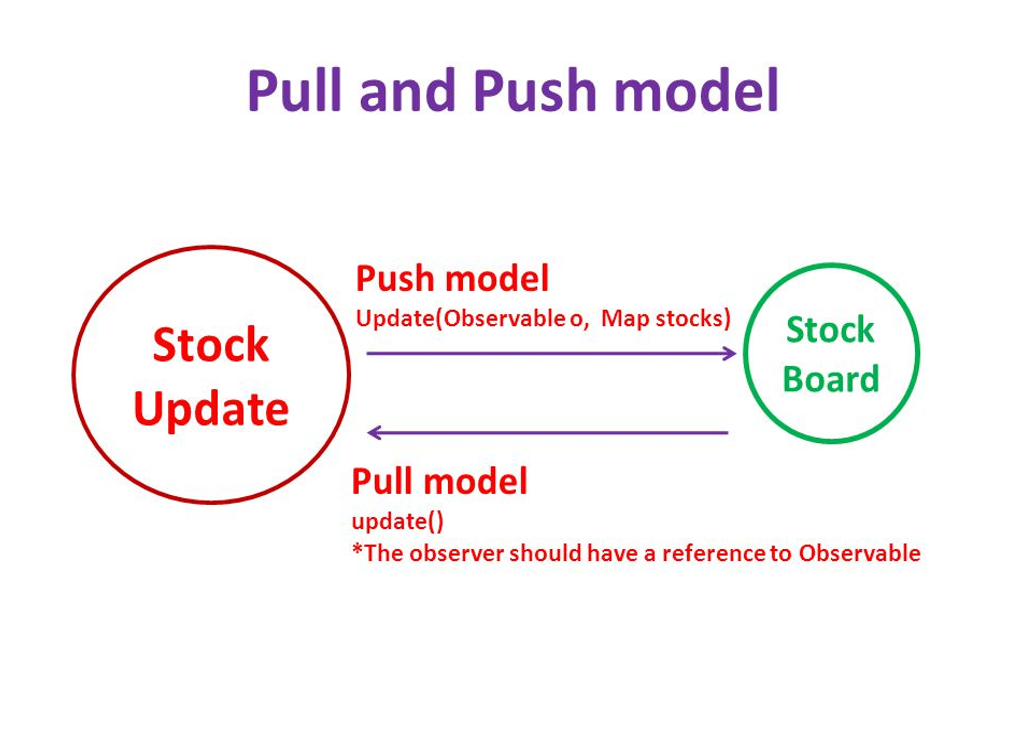 Pull and Push model
Push model
Update(Observable o, Map stocks)
Stock
Update
Stock
Board
Pull model
update()
*The observer should have a reference to Observable